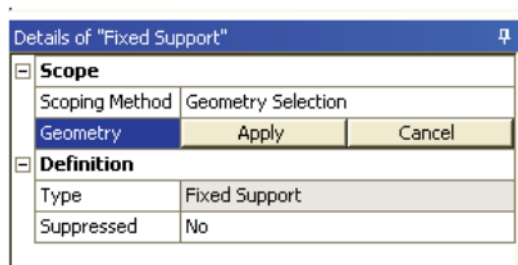 Details of "Fixed Support"
Scope
Scoping Method Geometry Selection
Geometry Apply Cancel
Definition
Type Fixed Support
Suppressed No